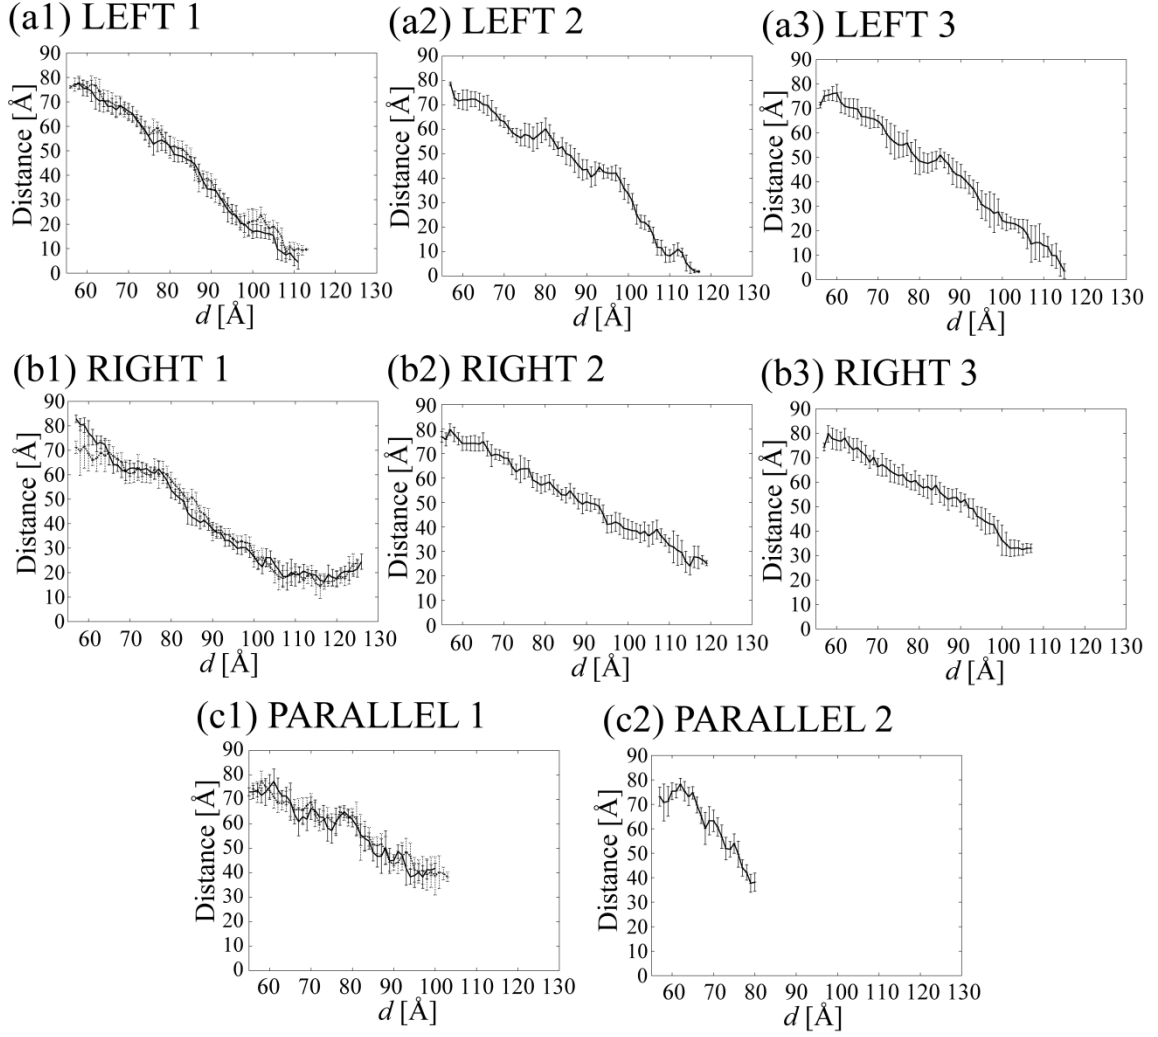 (a1) LEFT 1
(a2) LEFT 2
(a3) LEFT 3
Distance [Å]
90
80
70
60
50
40
30
20
10
0
60 70 80 90 100 110 120 130
d [Å]
Distance [Å]
90
80
70
60
50
40
30
20
10
0
60 70 80 90 100 110 120 130
d [Å]
Distance [Å]
90
80
70
60
50
40
30
20
10
0
60 70 80 90 100 110 120 130
d [Å]
(b1) RIGHT 1
(b2) RIGHT 2
(b3) RIGHT 3
Distance [Å]
90
80
70
60
50
40
30
20
10
0
60 70 80 90 100 110 120 130
d [Å]
Distance [Å]
90
80
70
60
50
40
30
20
10
0
60 70 80 90 100 110 120 130
d [Å]
Distance [Å]
90
80
70
60
50
40
30
20
10
0
60 70 80 90 100 110 120 130
d [Å]
(c1) PARALLEL 1
(c2) PARALLEL 2
Distance [Å]
90
80
70
60
50
40
30
20
10
0
60 70 80 90 100 110 120 130
d [Å]
Distance [Å]
90
80
70
60
50
40
30
20
10
0
60 70 80 90 100 110 120 130
d [Å]